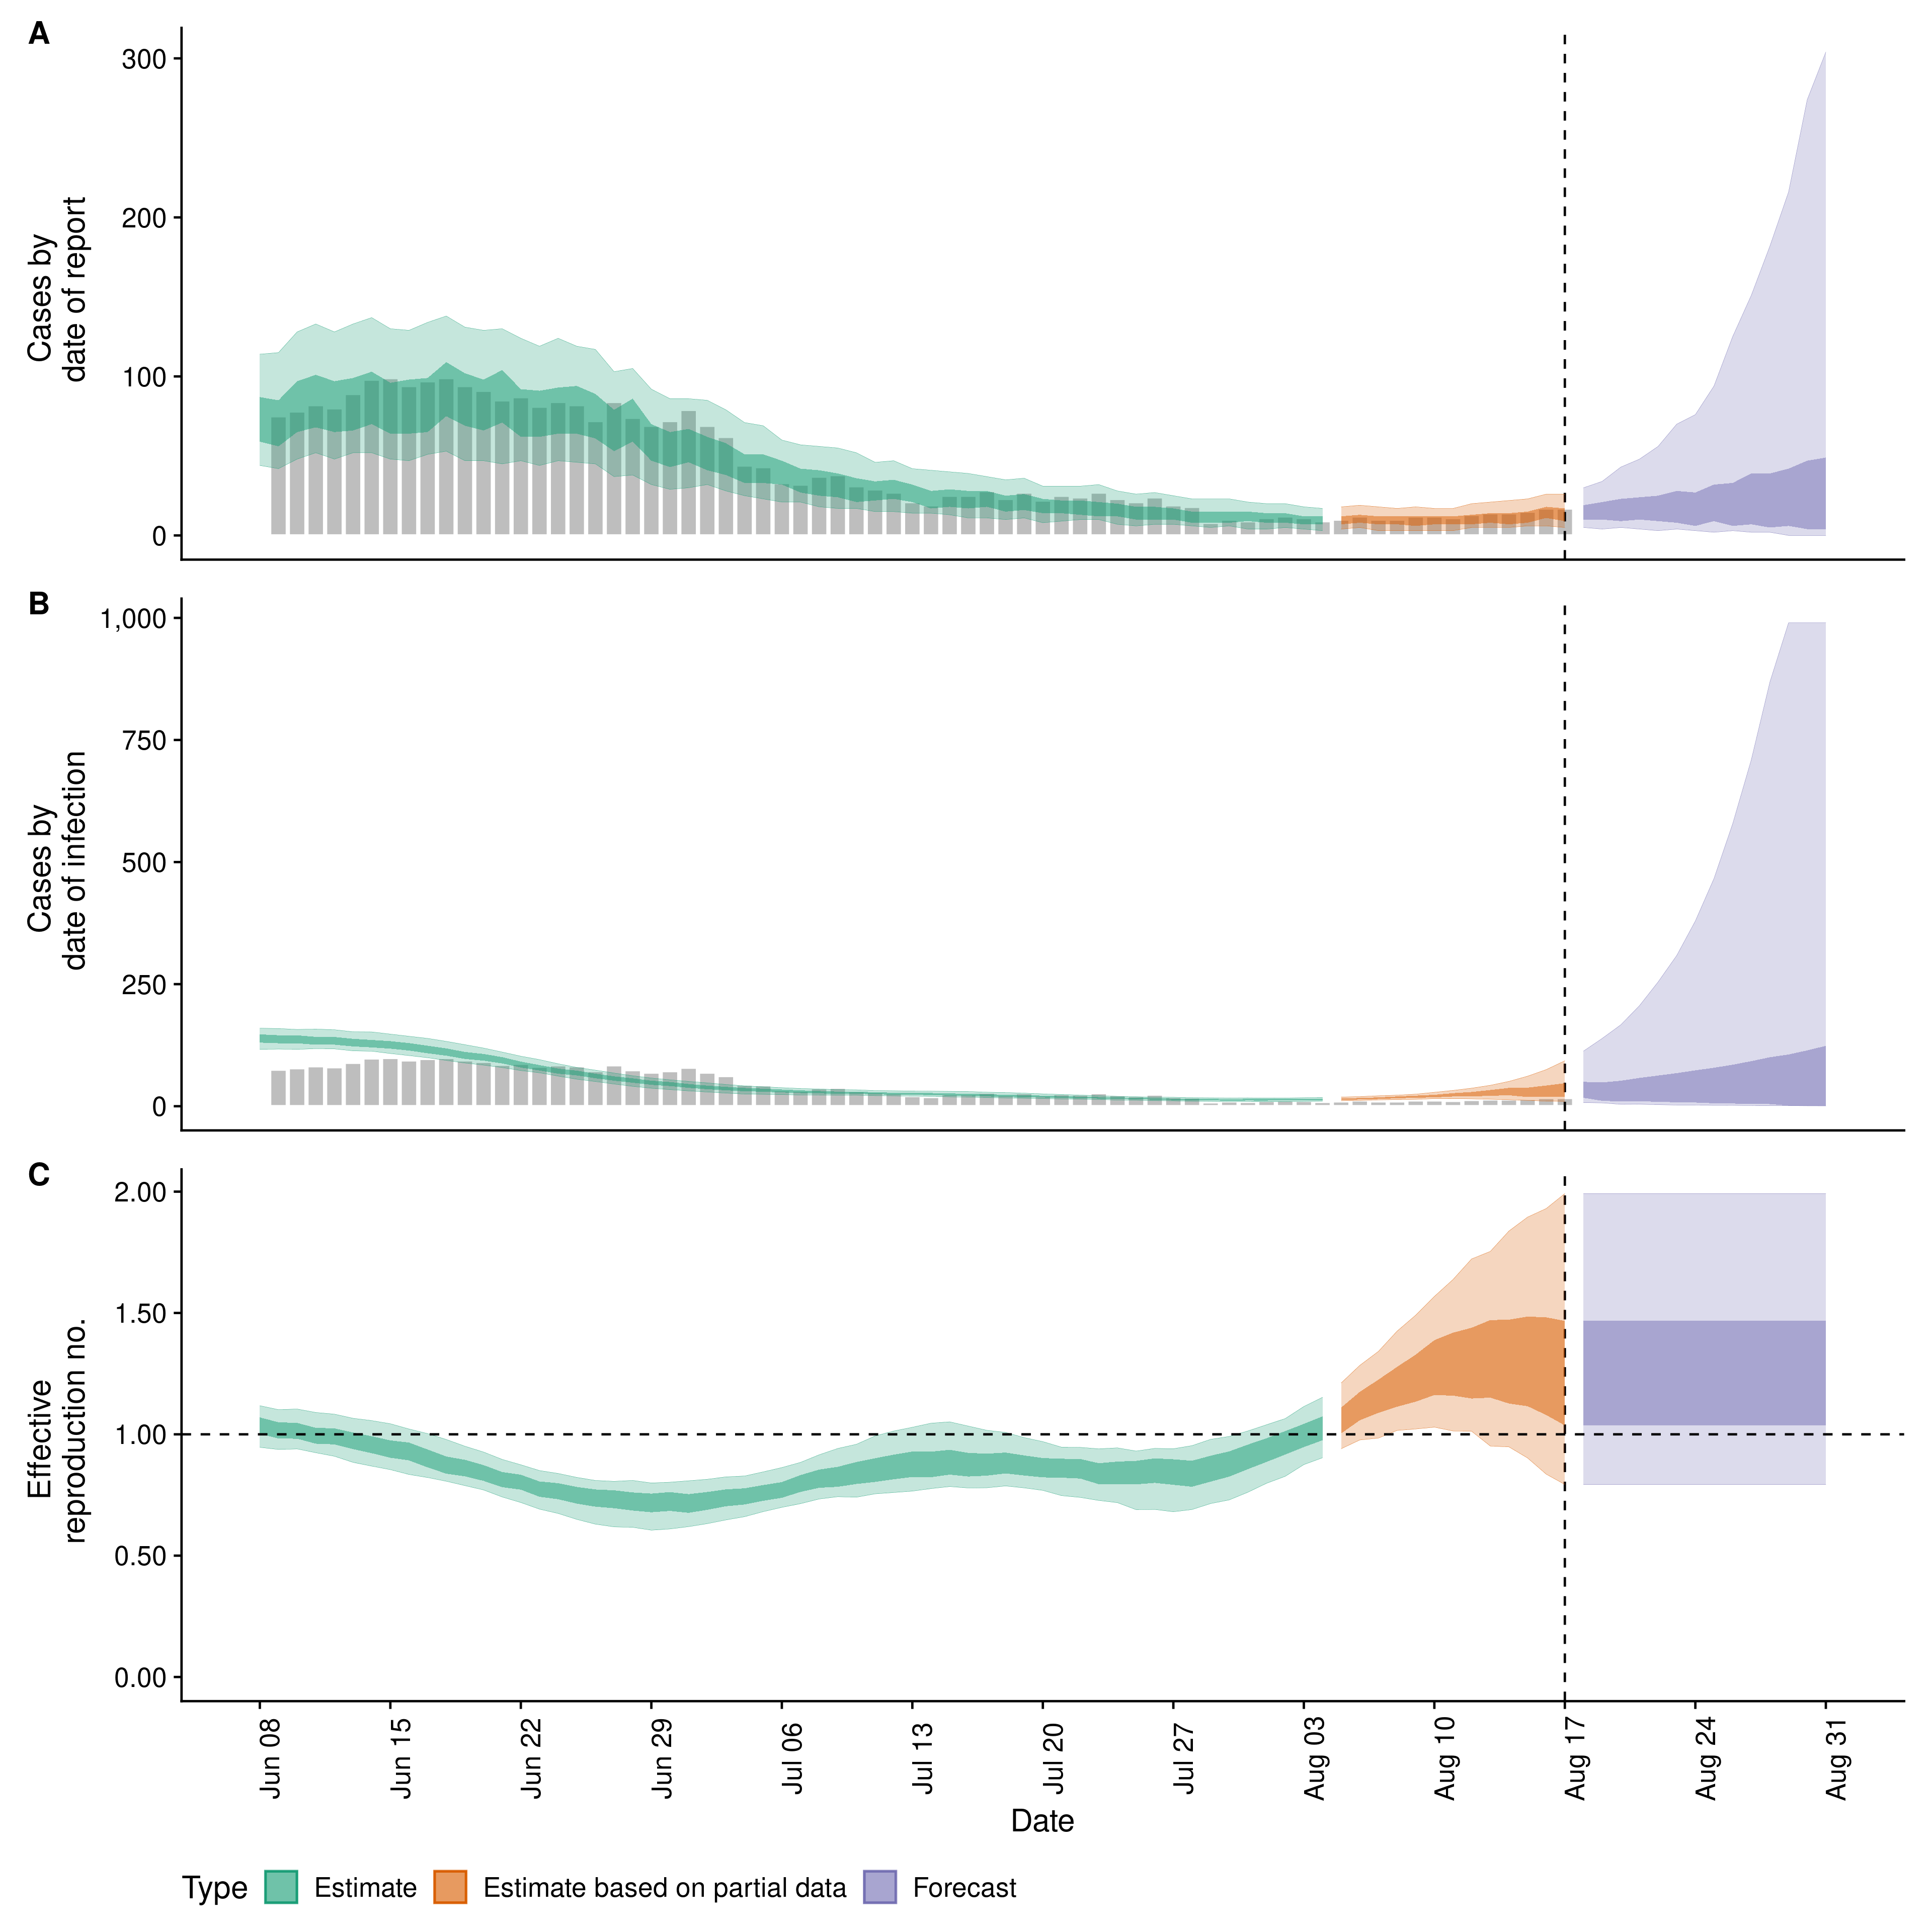 A
300
200
100
0
Cases by
date of report
B
1,000
750
500
250
0
Cases by
date of infection
C
2.00
1.50
1.00
0.50
0.00
Effective
reproduction no.
Jun 08
Jun 15
Jun 22
Jun 29
Jul 06
Jul 13
Jul 20
Jul 27
Aug 03
Aug 10
Aug 17
Aug 24
Aug 31
Date
Type Estimate Estimate based on partial data Forecast